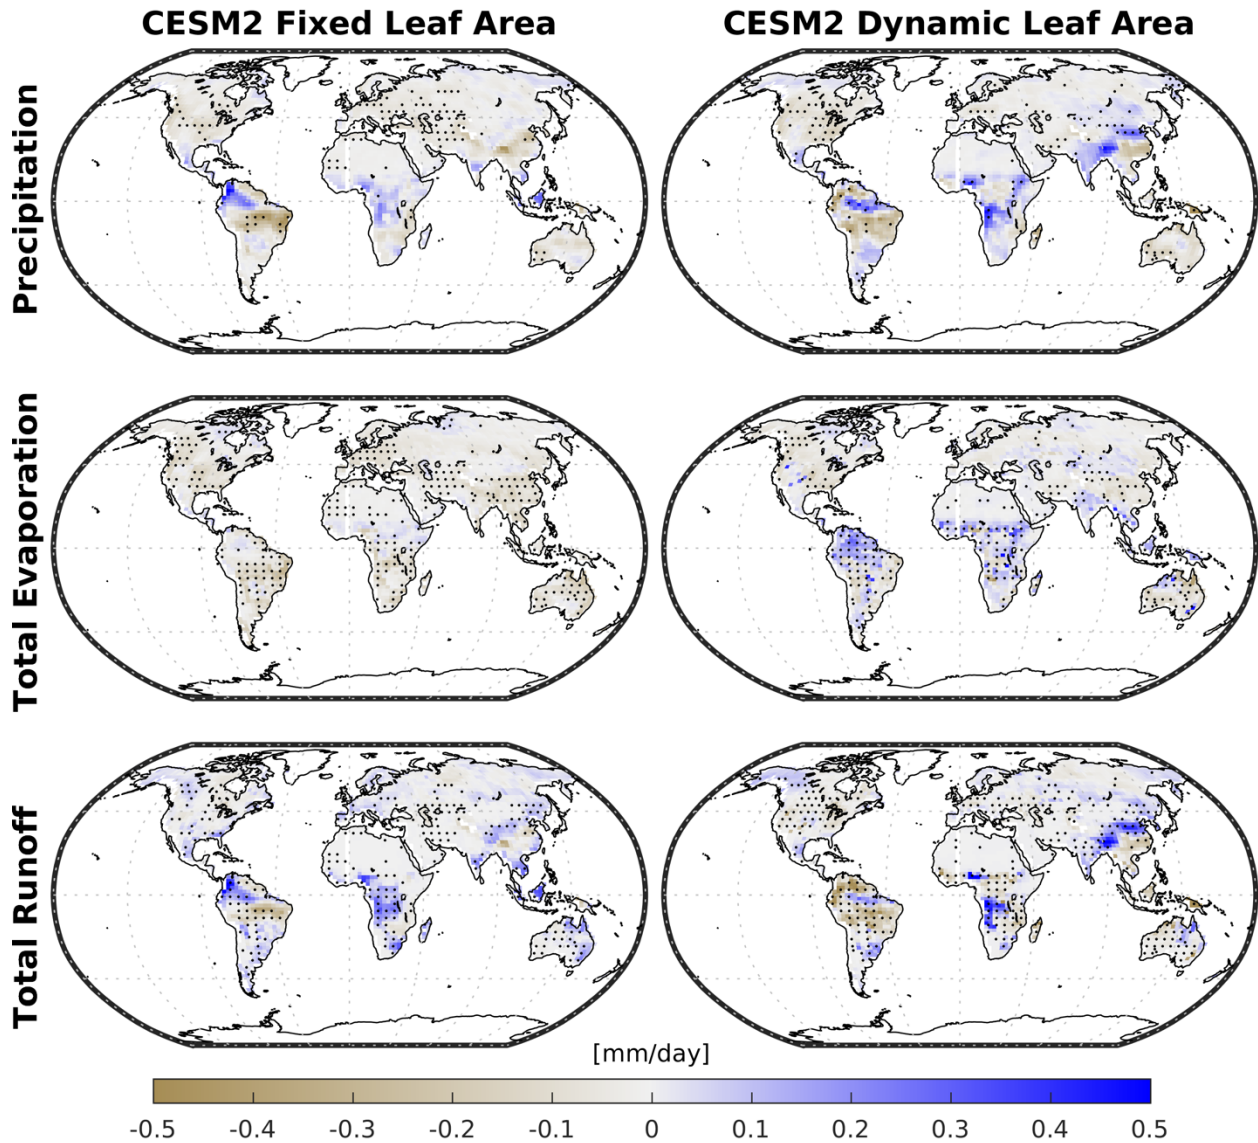 CESM2 Fixed Leaf Area
CESM2 Dynamic Leaf Area
Precipitation
Total Evaporation
Total Runoff
[mm/day]
-0.5 -0.4 -0.3 -0.2 -0.1 0 0.1 0.2 0.3 0.4 0.5